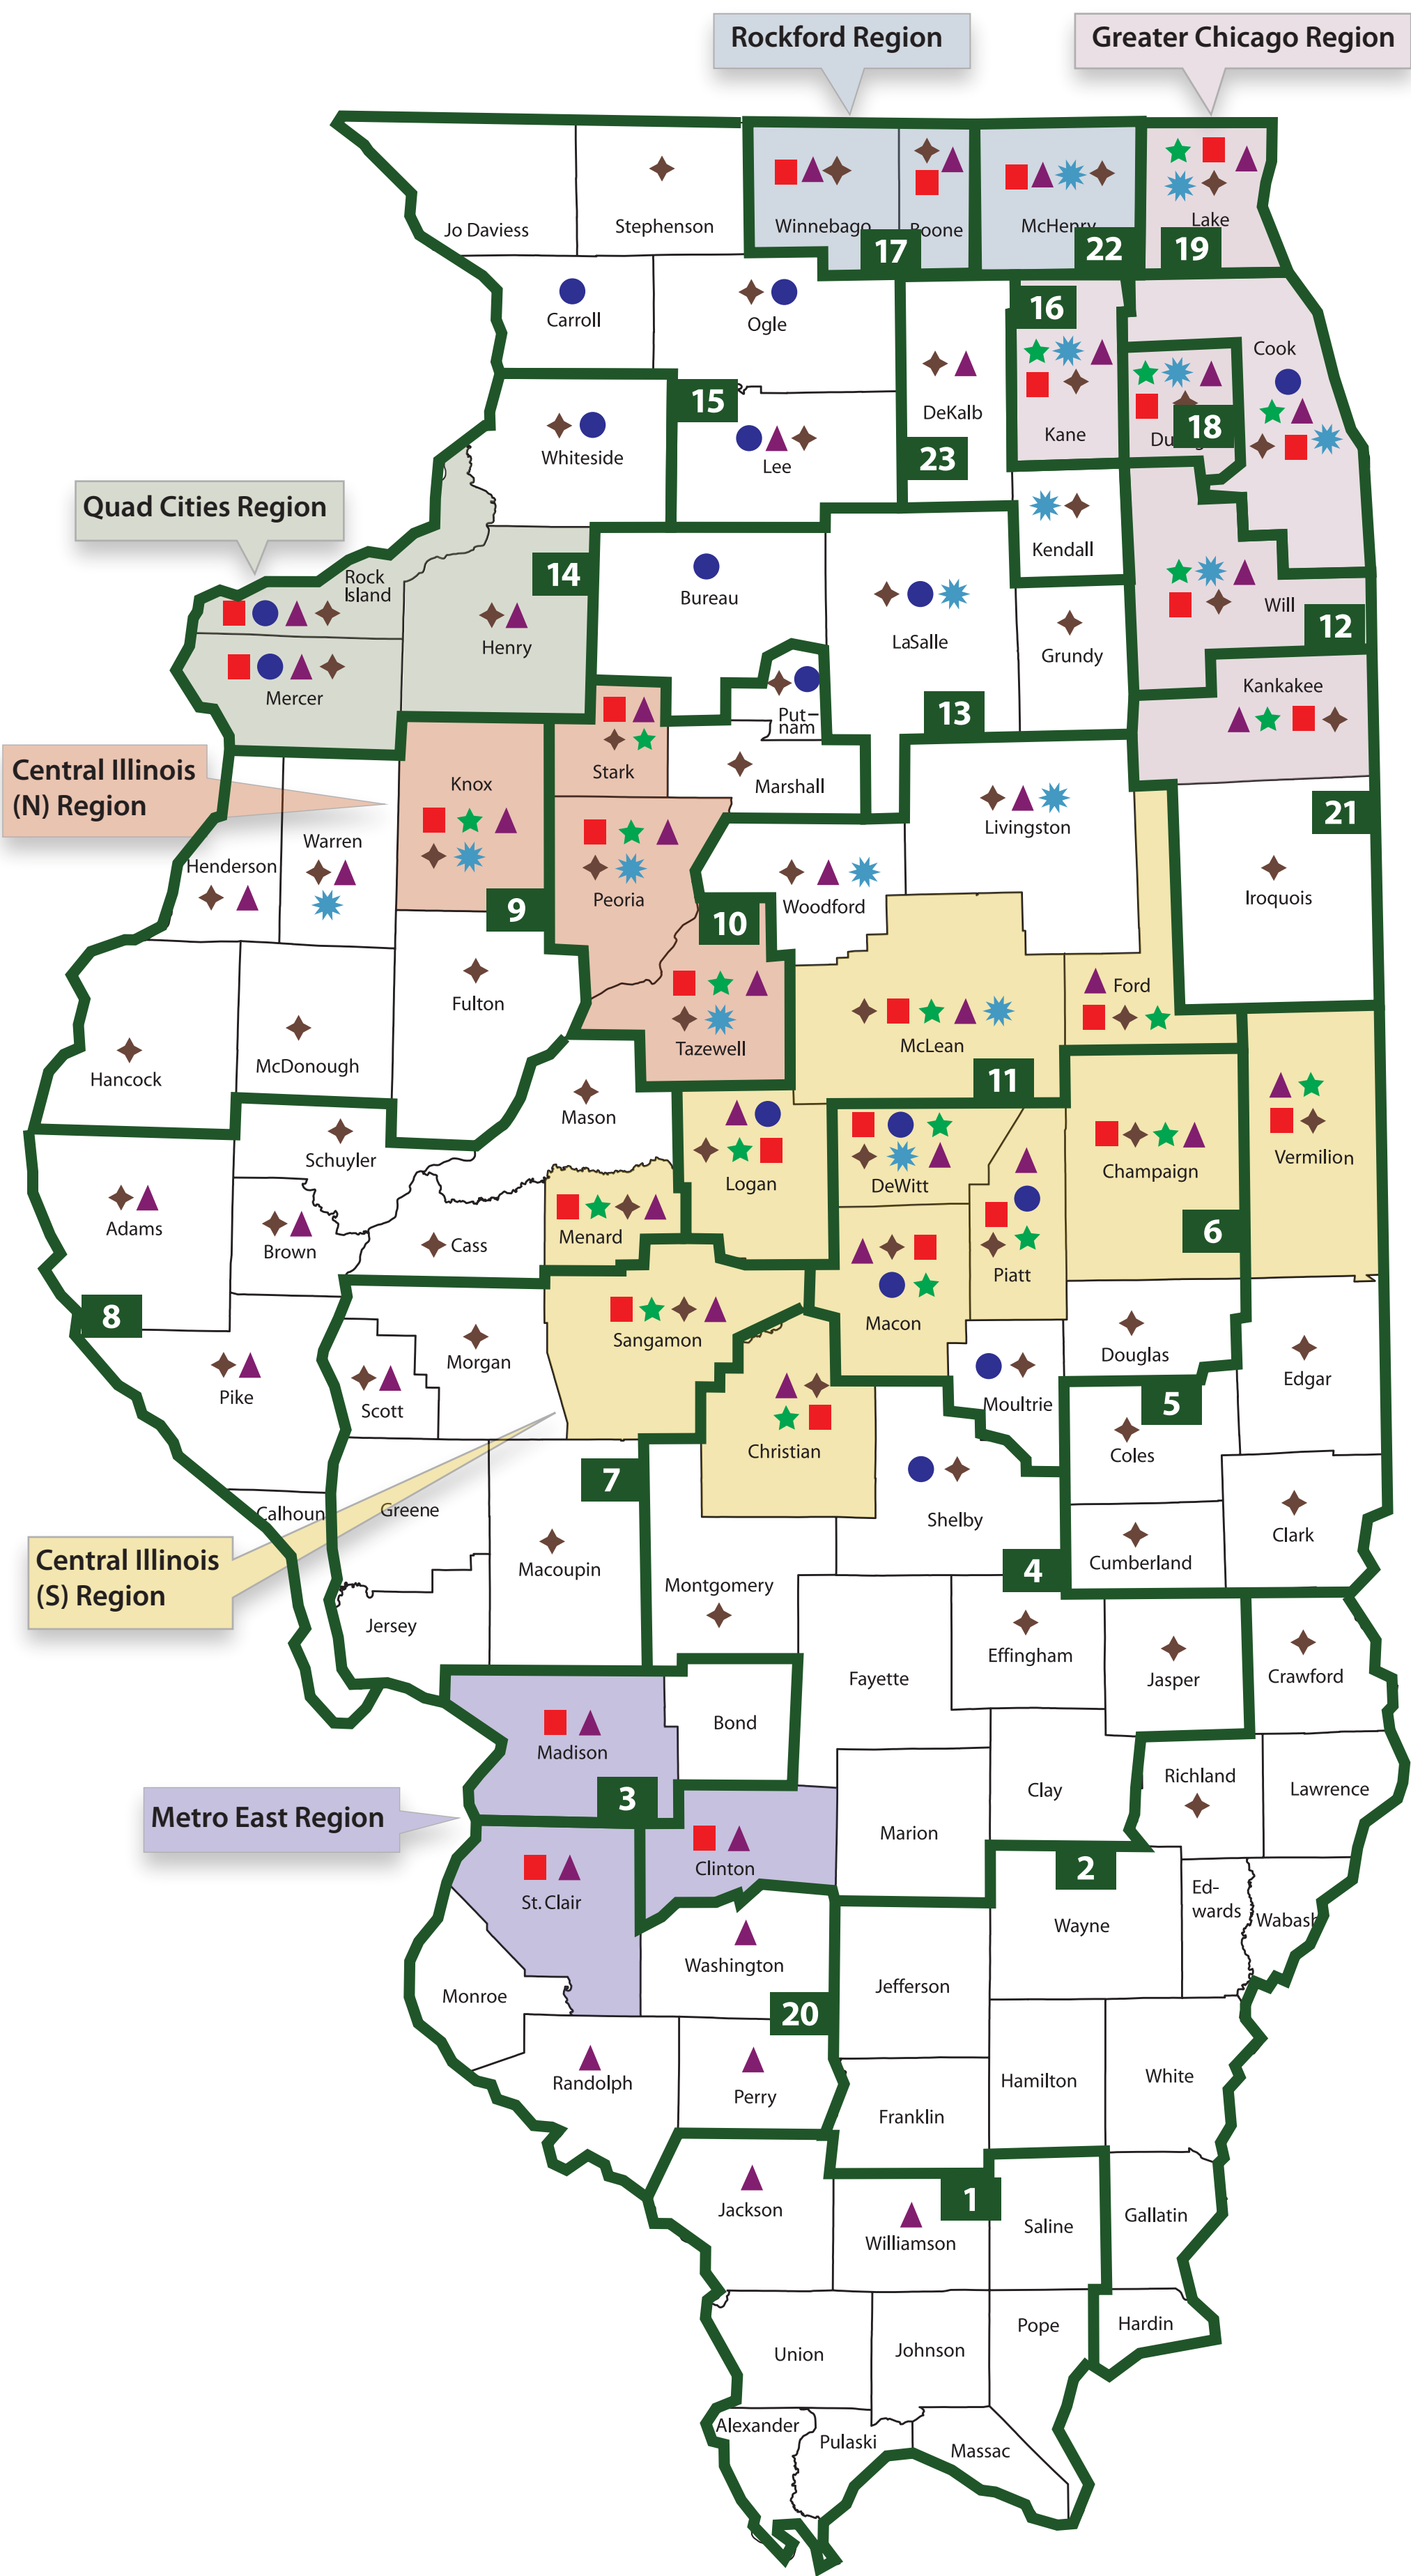 Rockford Region
Greater Chicago Region
Jo Daviess
Stephenson
Winnebago
Boone
McHenry
Lake
17
22
19
Carroll
Ogle
16
Cook
15
DeKalb
Kane
18
Whiteside
Lee
23
Quad Cities Region
Kendall
Rock
Island
14
Bureau
LaSalle
Will
12
Henry
Grundy
Mercer
Kankakee
Put–
nam
13
Central Illinois
(N) Region
Knox
Stark
Marshall
21
Henderson
Warren
Livingston
Peoria
Woodford
Iroquois
9
10
Fulton
Ford
McLean
Tazewell
Hancock
McDonough
11
Mason
Schuyler
Logan
DeWitt
Champaign
Vermilion
Adams
Brown
Cass
Menard
6
Piatt
8
Sangamon
Macon
Morgan
Douglas
Edgar
Pike
Scott
Moultrie
5
Christian
Coles
7
Calhoun
Greene
Shelby
Clark
Central Illinois
(S) Region
Macoupin
Montgomery
4
Cumberland
Jersey
Fayette
Effingham
Jasper
Crawford
Madison
Bond
Metro East Region
3
Clay
Richland
Lawrence
Marion
Clinton
2
St. Clair
Wayne
Ed-
wards
Wabash
Monroe
Washington
Jefferson
20
Randolph
Perry
Franklin
Hamilton
White
Jackson
Williamson
1
Saline
Gallatin
Union
Johnson
Pope
Hardin
Alexander
Pulaski
Massac